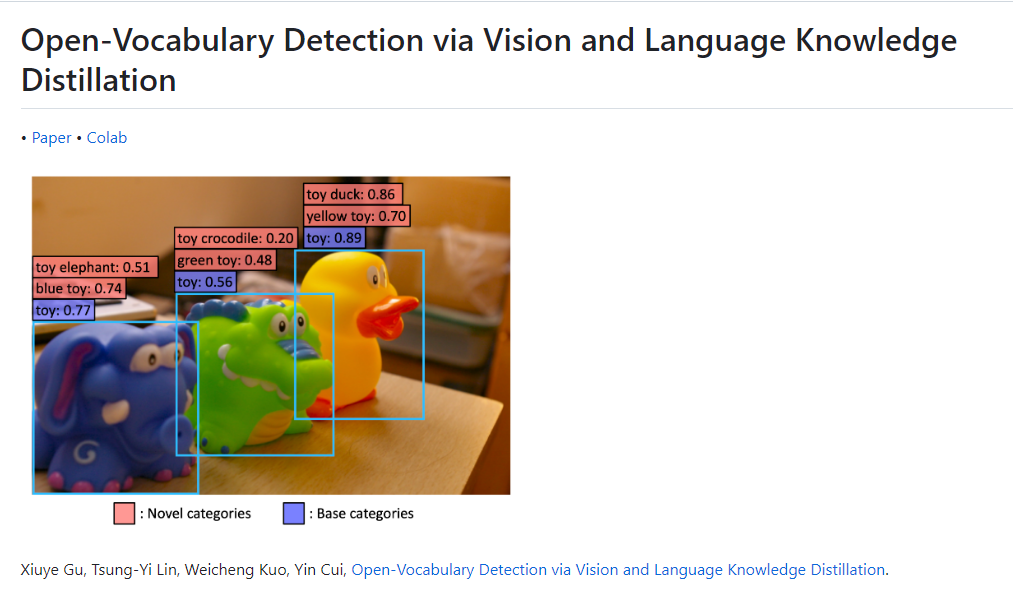 Open-Vocabulary Detection via Vision and Language Knowledge
Distillation
• Paper • Colab
toy duck: 0.86
yellow toy: 0.70
toy: 0.89
toy crocodile: 0.20
green toy: 0.48
toy: 0.56
toy elephant: 0.51
blue toy: 0.74
toy: 0.77
: Novel categories : Base categories
Xiuye Gu, Tsung-Yi Lin, Weicheng Kuo, Yin Cui, Open-Vocabulary Detection via Vision and Language Knowledge Distillation.